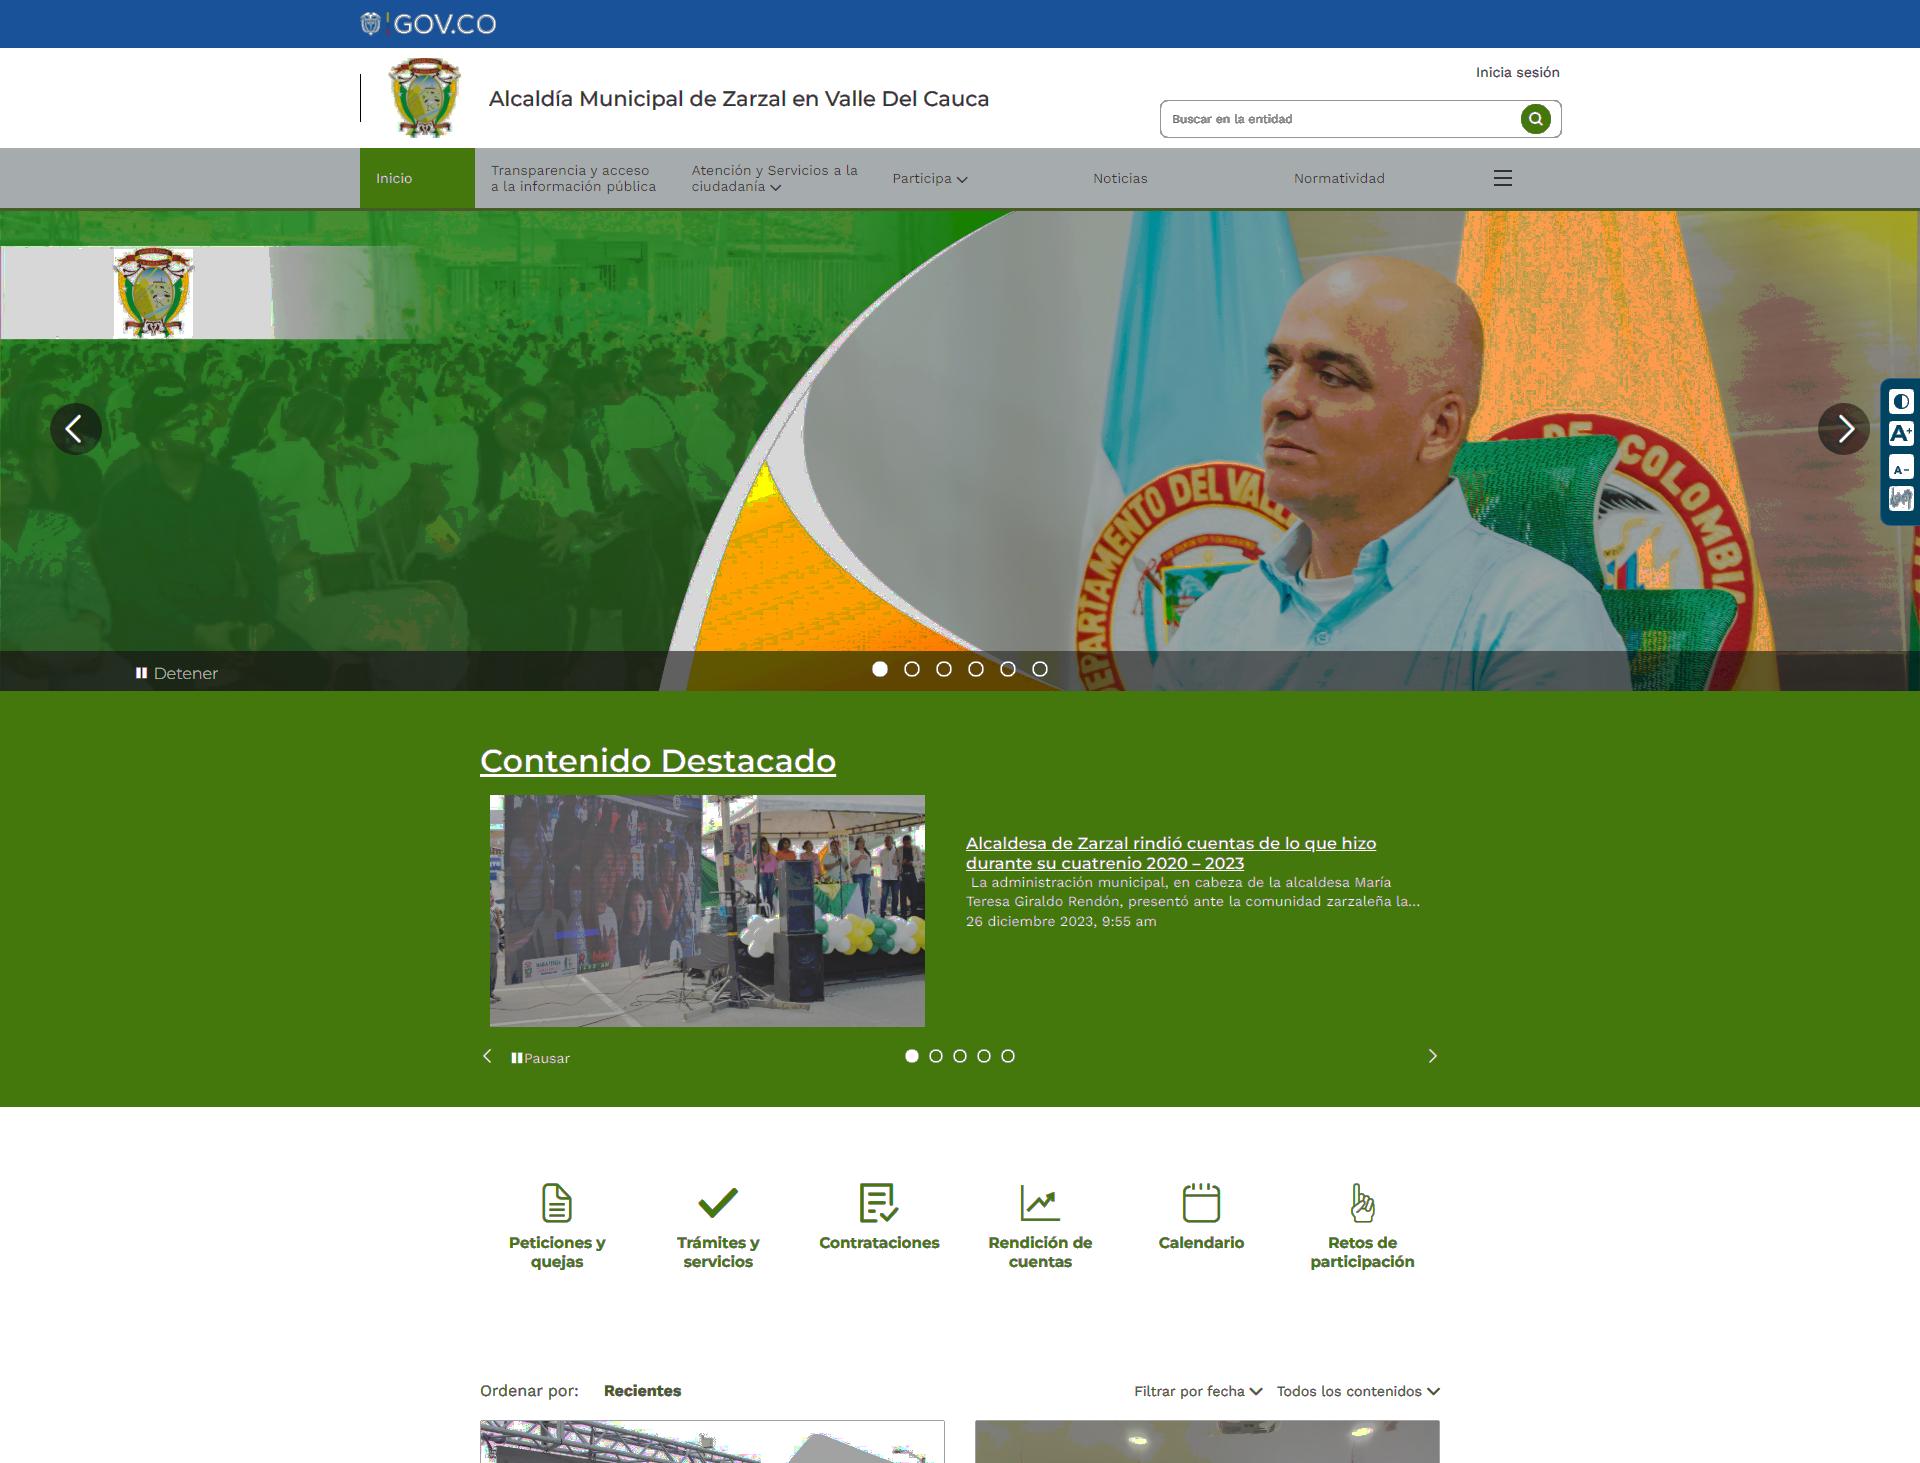 GOV.CO
Alcaldía Municipal de Zarzal en Valle Del Cauca
Inicia sesión
Buscar en la entidad
Inicio
Transparencia y acceso
a la información pública
Atención y Servicios a la
ciudadanía
Participa
Noticias
Normatividad
DEPARTAMENTO DEL VALLE
DE COLOMBIA
A+
A-
Detener
Contenido Destacado
Alcaldesa de Zarzal rindió cuentas de lo que hizo
durante su cuatrenio 2020 – 2023
La administración municipal, en cabeza de la alcaldesa María
Teresa Giraldo Rendón, presentó ante la comunidad zarzaleña la...
26 diciembre 2023, 9:55 am
Pausar
Peticiones y
quejas
Trámites y
servicios
Contrataciones
Rendición de
cuentas
Calendario
Retos de
participación
Ordenar por:
Recientes
Filtrar por fecha
Todos los contenidos